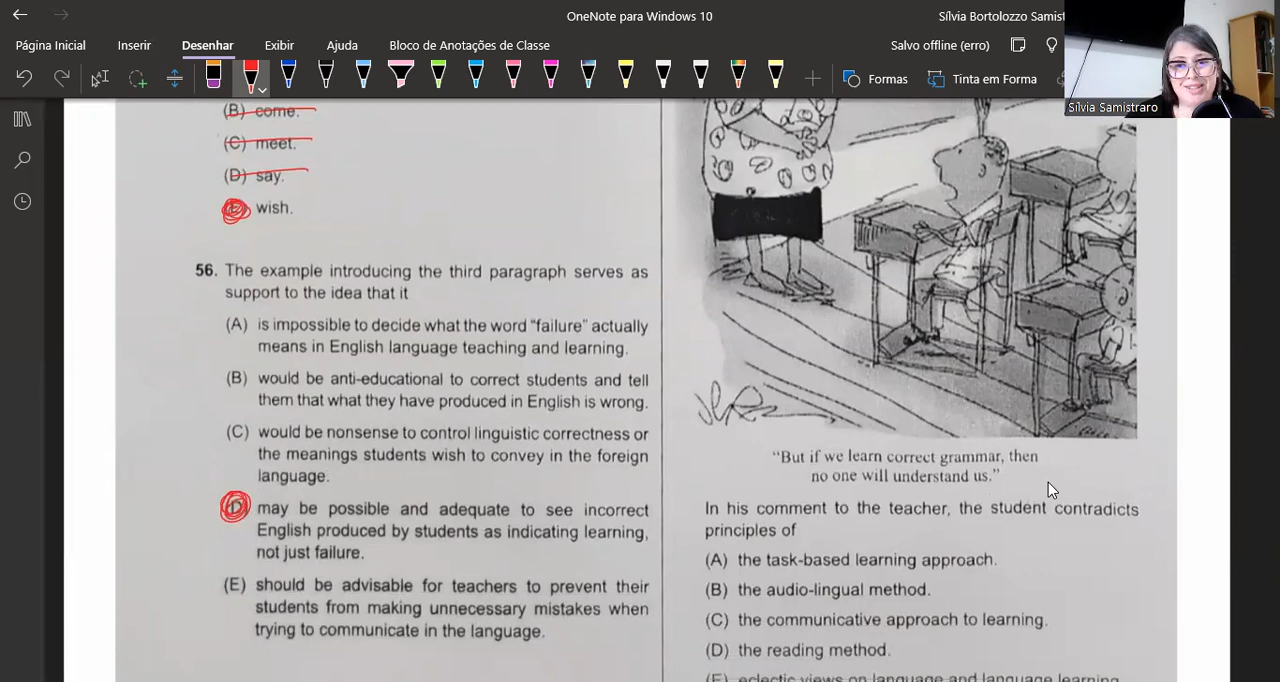 OneNote para Windows 10
Sílvia Bortolozzo Samist
Página Inicial
Inserir
Desenhar
Exibir
Ajuda
Bloco de Anotações de Classe
Salvo offline (erro)
Formas
Tinta em Forma
Sílvia Samistraro
(B) come.
(C) meet.
(D) say.
wish.
56. The example introducing the third paragraph serves as
support to the idea that it
(A) is impossible to decide what the word "failure" actually
means in English language teaching and learning.
(B) would be anti-educational to correct students and tell
them that what they have produced in English is wrong.
(C) would be nonsense to control linguistic correctness or
the meanings students wish to convey in the foreign
language.
(D) may be possible and adequate to see incorrect
English produced by students as indicating learning,
not just failure.
(E) should be advisable for teachers to prevent their
students from making unnecessary mistakes when
trying to communicate in the language.
"But if we learn correct grammar, then
no one will understand us."
In his comment to the teacher, the student contradicts
principles of
(A) the task-based learning approach.
(B) the audio-lingual method.
(C) the communicative approach to learning.
(D) the reading method.
(E) eclectic views on language and language learning